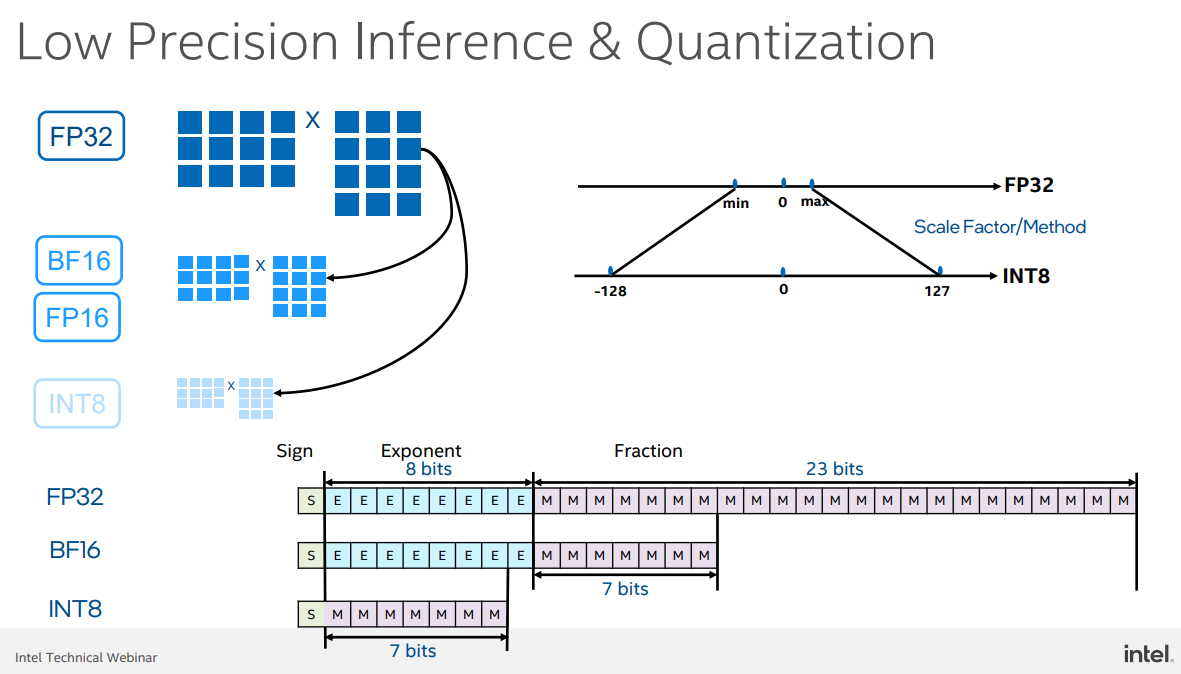 Low Precision Inference & Quantization
FP32
X
BF16
X
FP16
INT8
x
FP32
min 0 max
Scale Factor/Method
INT8
-128 0 127
Sign Exponent Fraction
8 bits 23 bits
FP32 S E E E E E E E E M M M M M M M M M M M M M M M M M M M M M M M
BF16 S E E E E E E E E M M M M M M M
7 bits
INT8 S M M M M M M M
7 bits
Intel Technical Webinar
intel.